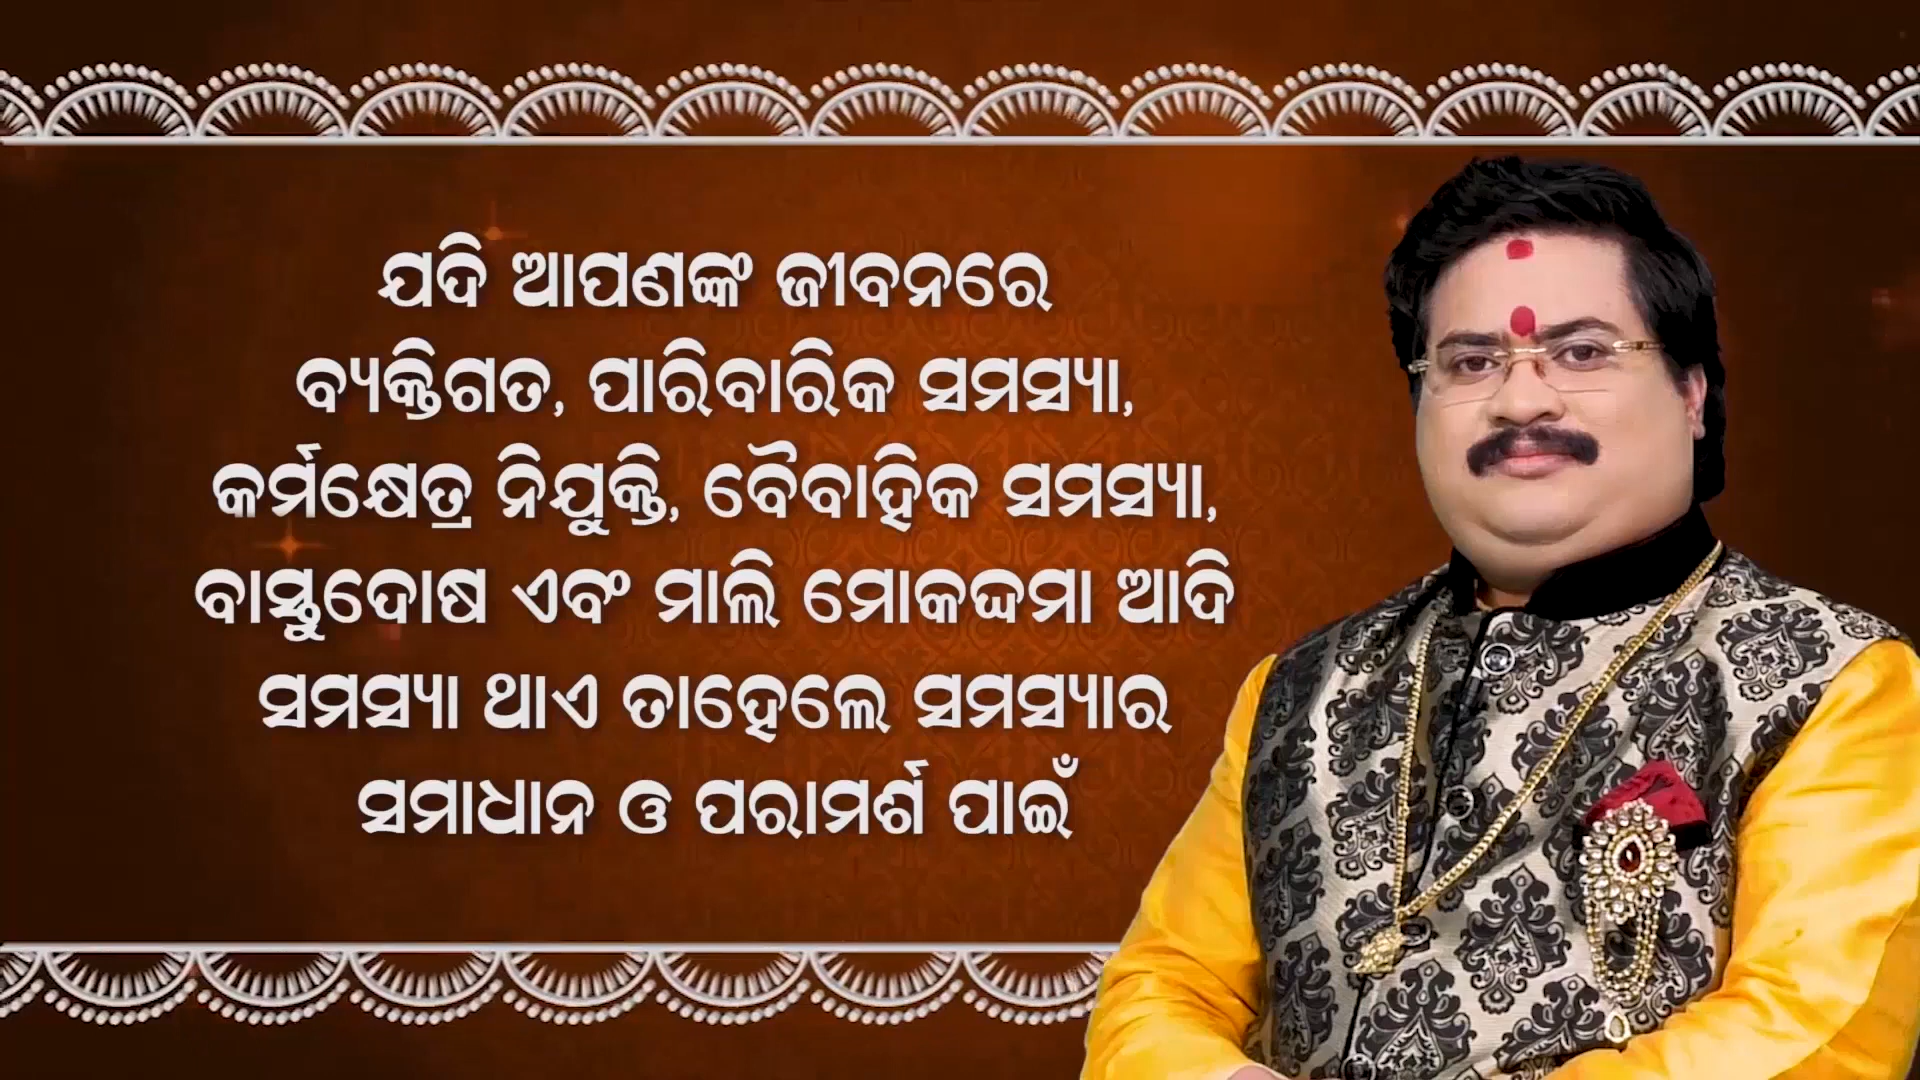 ଯଦି ଆପଣଙ୍କ ଜୀବନରେ
ବ୍ୟକ୍ତିଗତ, ପାରିବାରିକ ସମସ୍ୟା,
କର୍ମକ୍ଷେତ୍ର ନିଯୁକ୍ତି, ବୈବାହିକ ସମସ୍ୟା,
ବାସ୍ତୁଦୋଷ ଏବଂ ମାଲି ମୋକଦ୍ଦମା ଆଦି
ସମସ୍ୟା ଥାଏ ତାହେଲେ ସମସ୍ୟାର
ସମାଧାନ ଓ ପରାମର୍ଶ ପାଇଁ